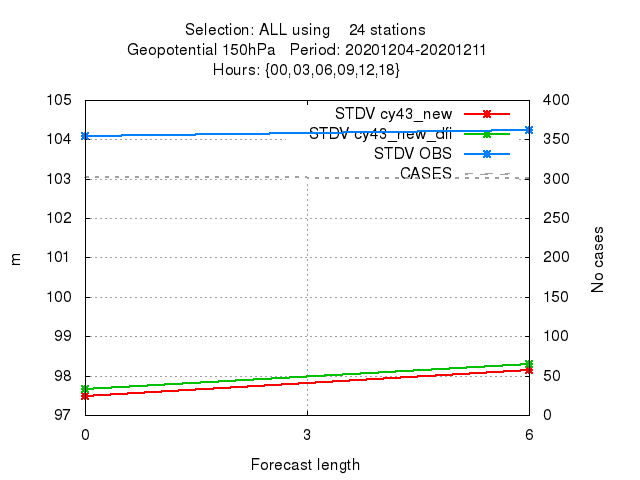 Selection: ALL using    24 stations
Geopotential 150hPa   Period: 20201204-20201211
Hours: {00,03,06,09,12,18}
105 400
STDV cy43_new
104 350
STDV cy43_new_dfi
STDV OBS
103 300
CASES
102 250
101 200
100 150
99 100
98 50
97 0
m
No cases
0 3 6
Forecast length